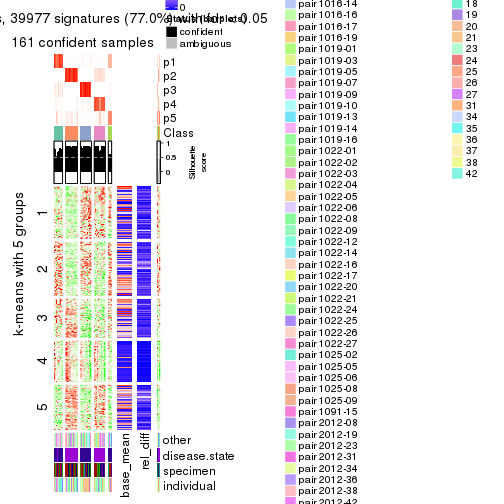 s, 39977 signatures (77.0%) with fdr < 0.05
161 confident samples
0
Status (barplots)
confident
ambiguous
p1
p2
p3
p4
p5
Class
1
0.5
0
Silhouette
score
k-means with 5 groups
1
2
3
4
5
base_mean
rel_diff
other
disease.state
specimen
individual
pair1016-14
pair1016-16
pair1016-17
pair1016-19
pair1019-01
pair1019-03
pair1019-05
pair1019-07
pair1019-10
pair1019-13
pair1019-14
pair1019-16
pair1022-01
pair1022-02
pair1022-03
pair1022-04
pair1022-05
pair1022-06
pair1022-08
pair1022-09
pair1022-12
pair1022-14
pair1022-16
pair1022-17
pair1022-20
pair1022-21
pair1022-24
pair1022-25
pair1022-26
pair1022-27
pair1025-02
pair1025-05
pair1025-06
pair1025-08
pair1025-09
pair1091-15
pair2012-08
pair2012-19
pair2012-23
pair2012-31
pair2012-34
pair2012-36
pair2012-38
pair2012-42
18
19
20
21
23
24
25
26
27
31
34
35
36
37
38
42